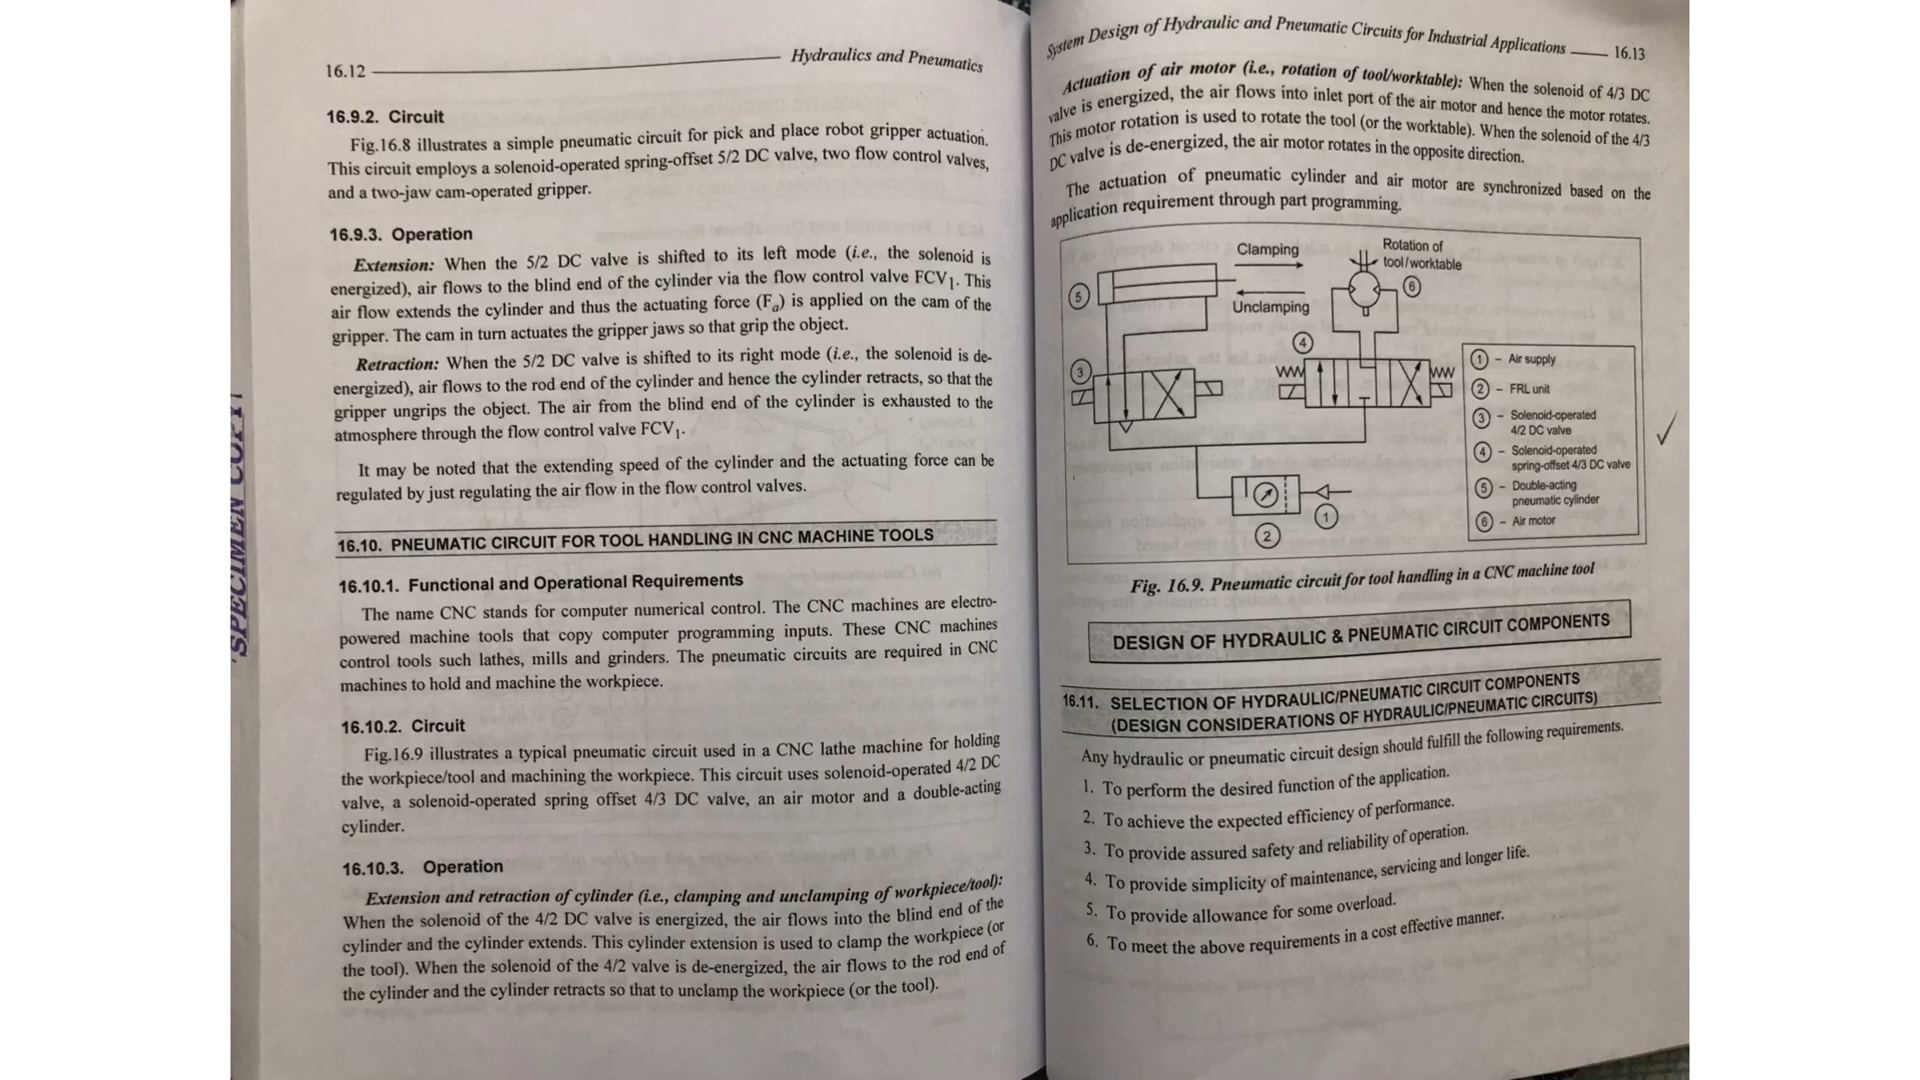 16.12
Hydraulics and Pneumatics
16.9.2. Circuit
Fig.16.8 illustrates a simple pneumatic circuit for pick and place robot gripper actuation.
This circuit employs a solenoid-operated spring-offset 5/2 DC valve, two flow control valves,
and a two-jaw cam-operated gripper.
16.9.3. Operation
Extension: When the 5/2 DC valve is shifted to its left mode (i.e., the solenoid is
energized), air flows to the blind end of the cylinder via the flow control valve FCV1. This
air flow extends the cylinder and thus the actuating force (Fa) is applied on the cam of the
gripper. The cam in turn actuates the gripper jaws so that grip the object.
Retraction: When the 5/2 DC valve is shifted to its right mode (i.e., the solenoid is de-
energized), air flows to the rod end of the cylinder and hence the cylinder retracts, so that the
gripper ungrips the object. The air from the blind end of the cylinder is exhausted to the
atmosphere through the flow control valve FCV1.
It may be noted that the extending speed of the cylinder and the actuating force can be
regulated by just regulating the air flow in the flow control valves.
16.10. PNEUMATIC CIRCUIT FOR TOOL HANDLING IN CNC MACHINE TOOLS
16.10.1. Functional and Operational Requirements
The name CNC stands for computer numerical control. The CNC machines are electro-
powered machine tools that copy computer programming inputs. These CNC machines
control tools such lathes, mills and grinders. The pneumatic circuits are required in CNC
machines to hold and machine the workpiece.
16.10.2. Circuit
Fig.16.9 illustrates a typical pneumatic circuit used in a CNC lathe machine for holding
the workpiece/tool and machining the workpiece. This circuit uses solenoid-operated 4/2 DC
valve, a solenoid-operated spring offset 4/3 DC valve, an air motor and a double-acting
cylinder.
16.10.3. Operation
Extension and retraction of cylinder (i.e., clamping and unclamping of workpiece/tool):
When the solenoid of the 4/2 DC valve is energized, the air flows into the blind end of the
cylinder and the cylinder extends. This cylinder extension is used to clamp the workpiece (or
the tool). When the solenoid of the 4/2 valve is de-energized, the air flows to the rod end of
the cylinder and the cylinder retracts so that to unclamp the workpiece (or the tool).
"SPECIMEN COPY"
System Design of Hydraulic and Pneumatic Circuits for Industrial Applications
16.13
Actuation of air motor (i.e., rotation of tool/worktable): When the solenoid of 4/3 DC
valve is energized, the air flows into inlet port of the air motor and hence the motor rotates.
This motor rotation is used to rotate the tool (or the worktable). When the solenoid of the 4/3
DC valve is de-energized, the air motor rotates in the opposite direction.
The actuation of pneumatic cylinder and air motor are synchronized based on the
application requirement through part programming.
Clamping
Unclamping
Rotation of
tool/worktable
5
6
4
3
1
2
1 – Air supply
2 – FRL unit
3 – Solenoid-operated
4/2 DC valve
4 – Solenoid-operated
spring-offset 4/3 DC valve
5 – Double-acting
pneumatic cylinder
6 – Air motor
Fig. 16.9. Pneumatic circuit for tool handling in a CNC machine tool
DESIGN OF HYDRAULIC & PNEUMATIC CIRCUIT COMPONENTS
16.11. SELECTION OF HYDRAULIC/PNEUMATIC CIRCUIT COMPONENTS
(DESIGN CONSIDERATIONS OF HYDRAULIC/PNEUMATIC CIRCUITS)
Any hydraulic or pneumatic circuit design should fulfill the following requirements.
1. To perform the desired function of the application.
2. To achieve the expected efficiency of performance.
3. To provide assured safety and reliability of operation.
4. To provide simplicity of maintenance, servicing and longer life.
5. To provide allowance for some overload.
6. To meet the above requirements in a cost effective manner.